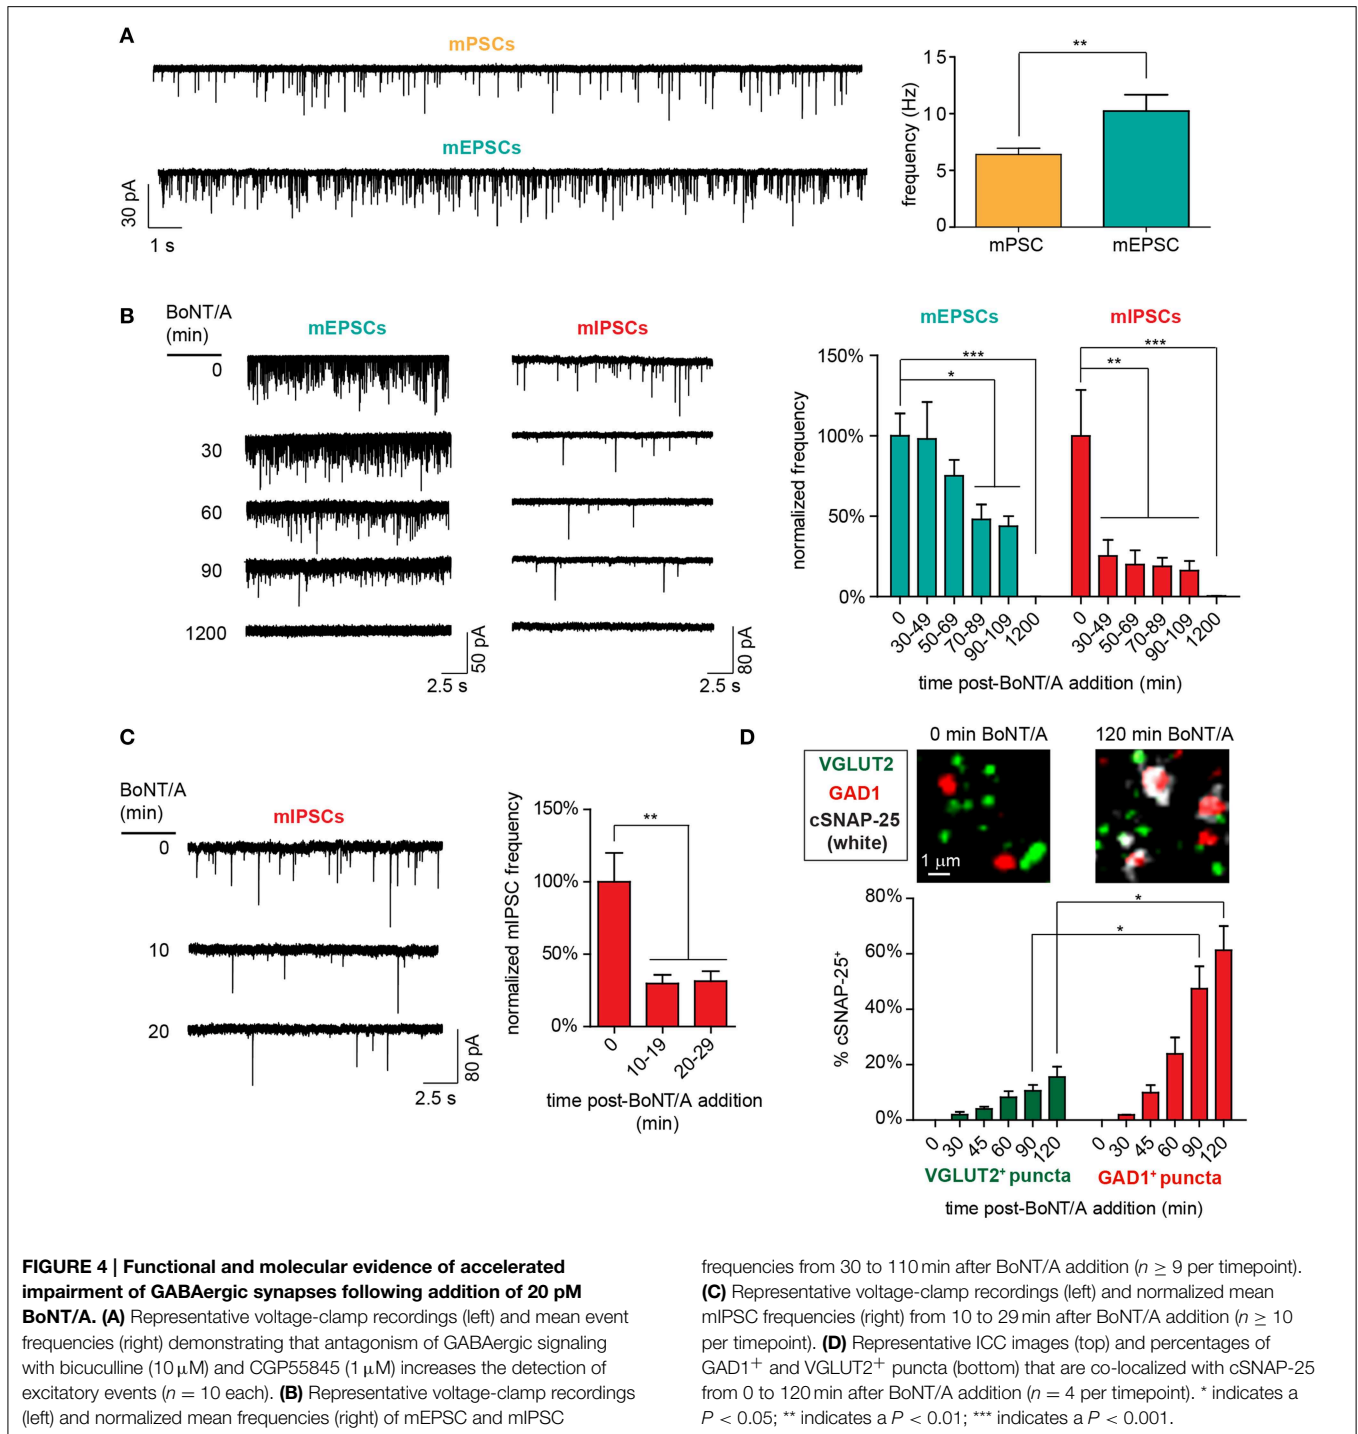 A
mPSCs
mEPSCs
30 pA
1 s
frequency (Hz)
15
10
5
0
**
mPSC
mEPSC
B
BoNT/A
(min)
mEPSCs
mIPSCs
0
30
60
90
1200
50 pA
2.5 s
80 pA
2.5 s
mEPSCs
mIPSCs
normalized frequency
150%
100%
50%
0%
***
*
***
**
0
30-49
50-69
70-89
90-109
1200
0
30-49
50-69
70-89
90-109
1200
time post-BoNT/A addition (min)
C
BoNT/A
(min)
mIPSCs
0
10
20
80 pA
2.5 s
normalized mIPSC frequency
150%
100%
50%
0%
**
0
10-19
20-29
time post-BoNT/A addition
(min)
D
0 min BoNT/A
120 min BoNT/A
VGLUT2
GAD1
cSNAP-25
(white)
1 μm
% cSNAP-25⁺
80%
60%
40%
20%
0%
*
*
0
30
45
60
90
120
0
30
45
60
90
120
VGLUT2⁺ puncta
GAD1⁺ puncta
time post-BoNT/A addition (min)
FIGURE 4 | Functional and molecular evidence of accelerated
impairment of GABAergic synapses following addition of 20 pM
BoNT/A. (A) Representative voltage-clamp recordings (left) and mean event
frequencies (right) demonstrating that antagonism of GABAergic signaling
with bicuculline (10 μM) and CGP55845 (1 μM) increases the detection of
excitatory events (n = 10 each). (B) Representative voltage-clamp recordings
(left) and normalized mean frequencies (right) of mEPSC and mIPSC
frequencies from 30 to 110 min after BoNT/A addition (n ≥ 9 per timepoint).
(C) Representative voltage-clamp recordings (left) and normalized mean
mIPSC frequencies (right) from 10 to 29 min after BoNT/A addition (n ≥ 10
per timepoint). (D) Representative ICC images (top) and percentages of
GAD1⁺ and VGLUT2⁺ puncta (bottom) that are co-localized with cSNAP-25
from 0 to 120 min after BoNT/A addition (n = 4 per timepoint). * indicates a
P < 0.05; ** indicates a P < 0.01; *** indicates a P < 0.001.